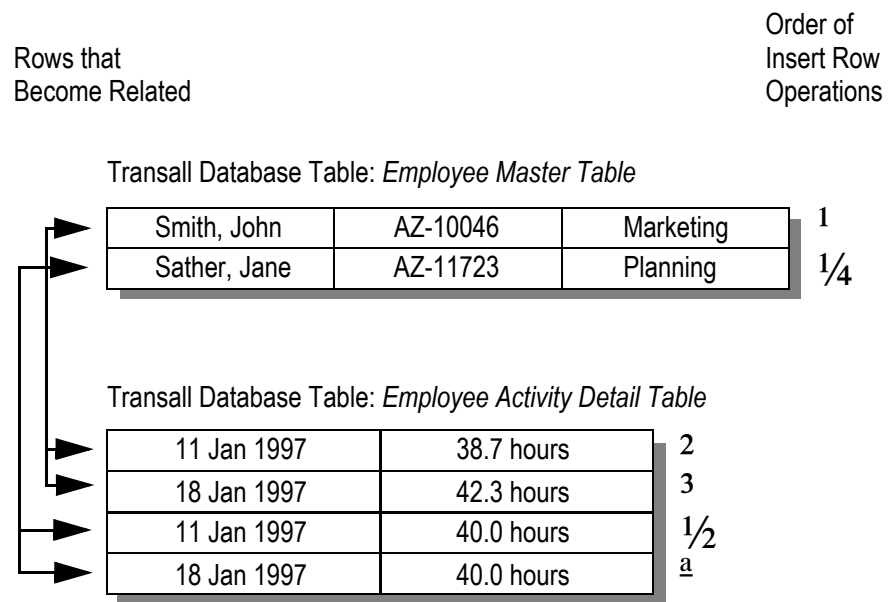 Rows that
Become Related
Order of
Insert Row
Operations
Transall Database Table: Employee Master Table
Smith, John AZ-10046 Marketing 1
Sather, Jane AZ-11723 Planning ¼
Transall Database Table: Employee Activity Detail Table
11 Jan 1997 38.7 hours 2
18 Jan 1997 42.3 hours 3
11 Jan 1997 40.0 hours ½
18 Jan 1997 40.0 hours a